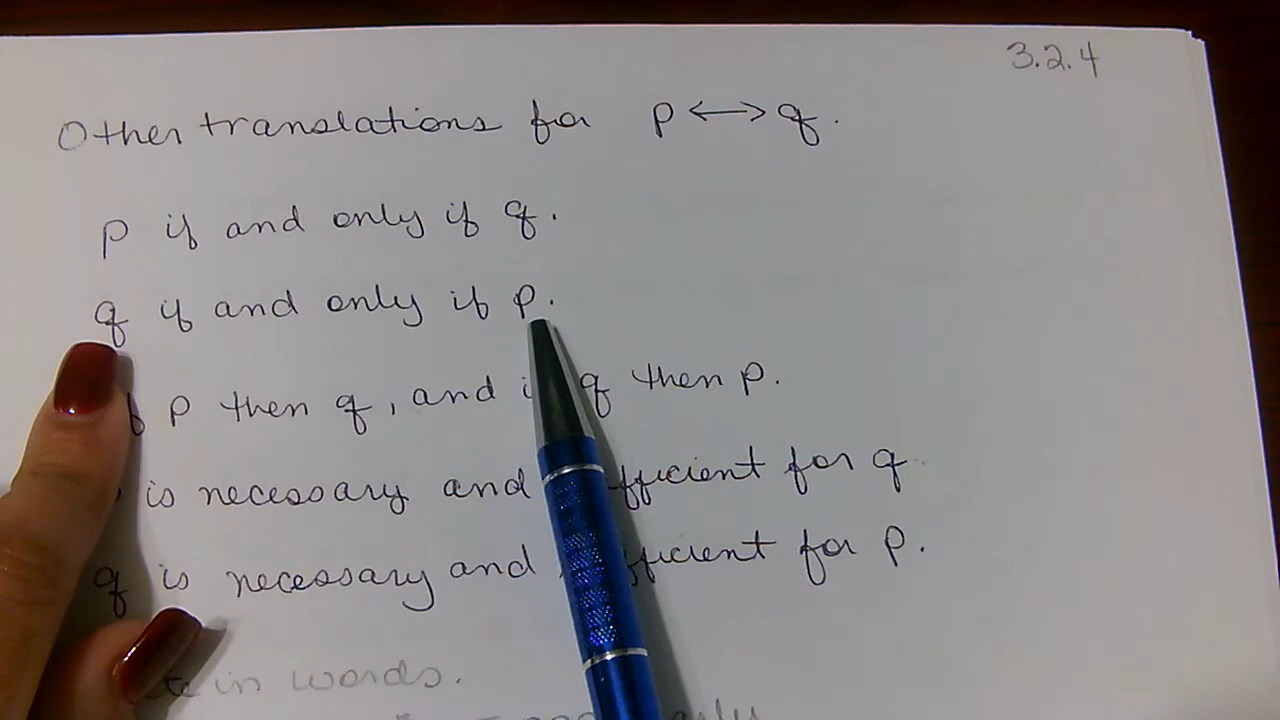 3.2.4
Other translations for p ⟷ q.
p if and only if q.
q if and only if p.
p then q, and q then p.
is necessary and for q
q is necessary and for p.
in words.